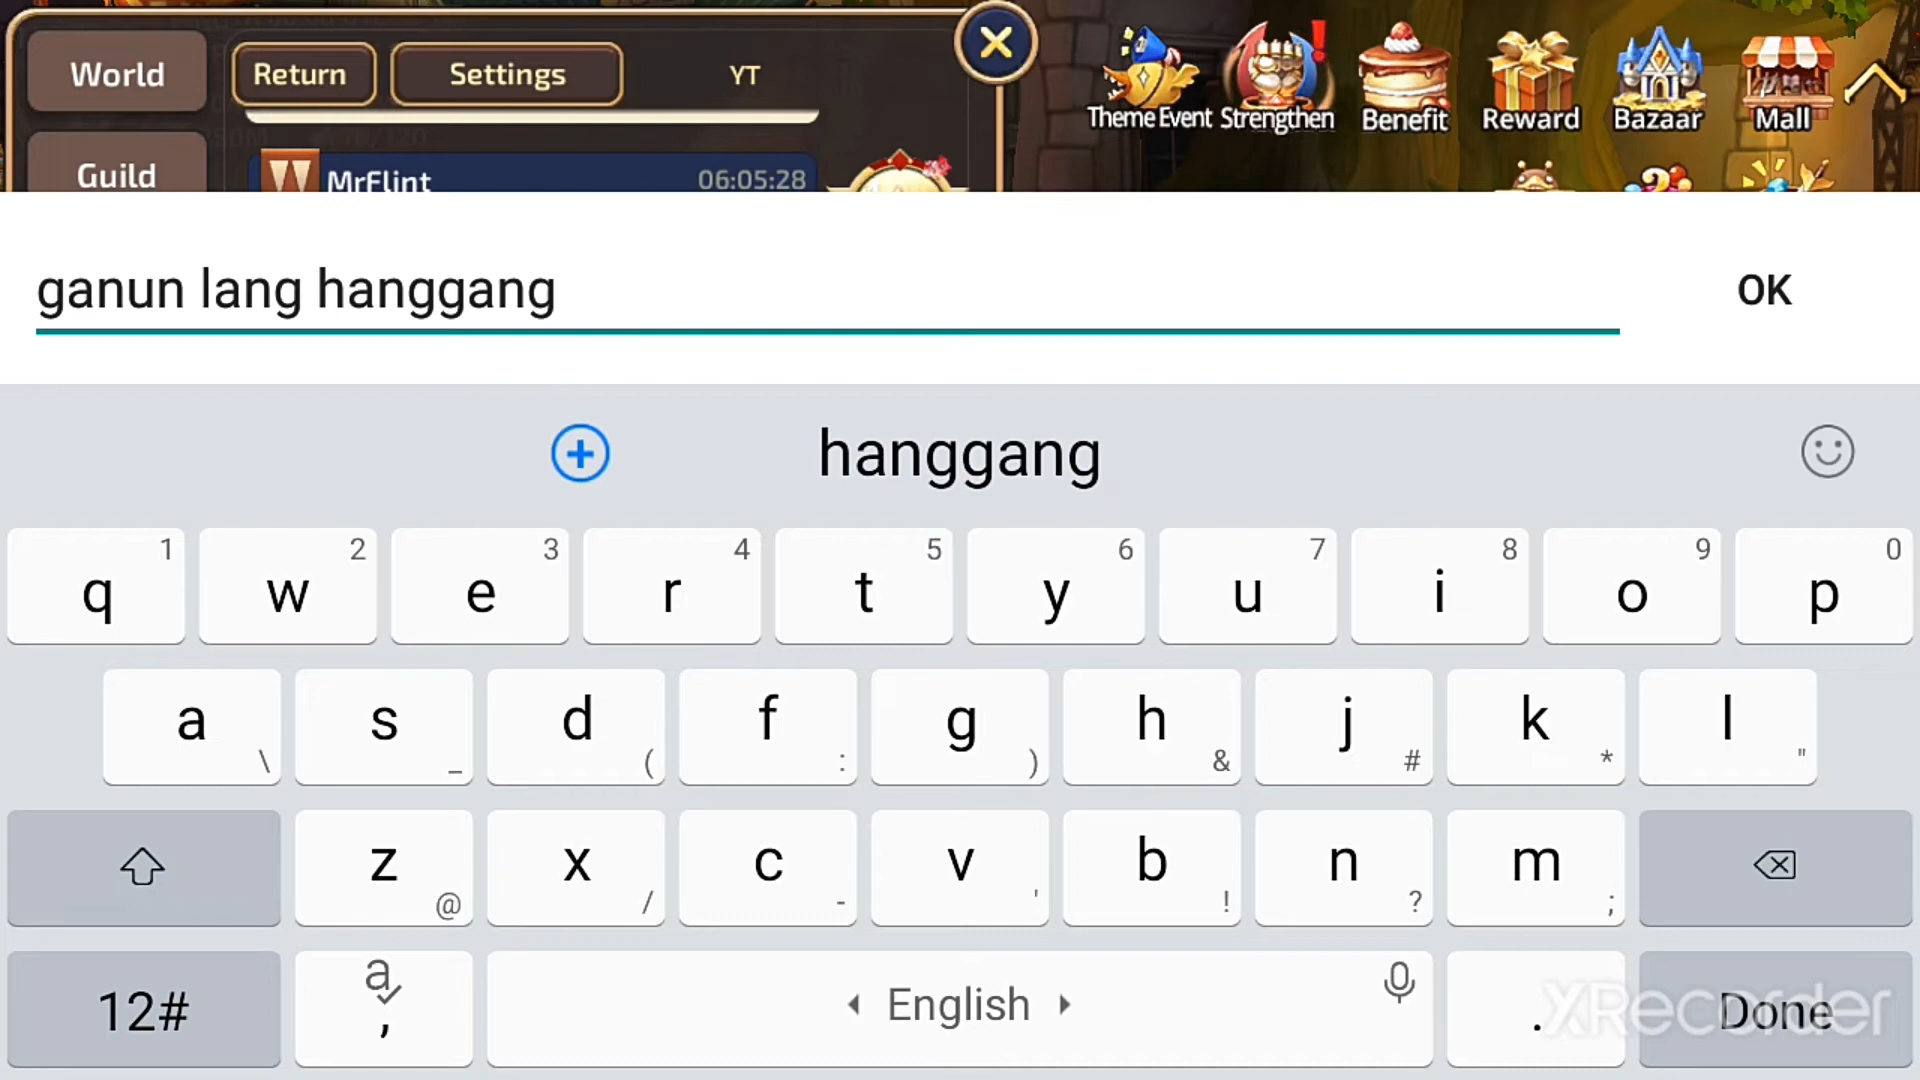 World
Return
Settings
YT
Theme Event
Strengthen
Benefit
Reward
Bazaar
Mall
Guild
MrFlint
06:05:28
ganun lang hanggang
OK
hanggang
1 2 3 4 5 6 7 8 9 0
q w e r t y u i o p
a s d f g h j k l
\ _ ( : ) & # * "
z x c v b n m
@ / - ' ! ? ;
12#
a
,
English
.
Done
XRecorder